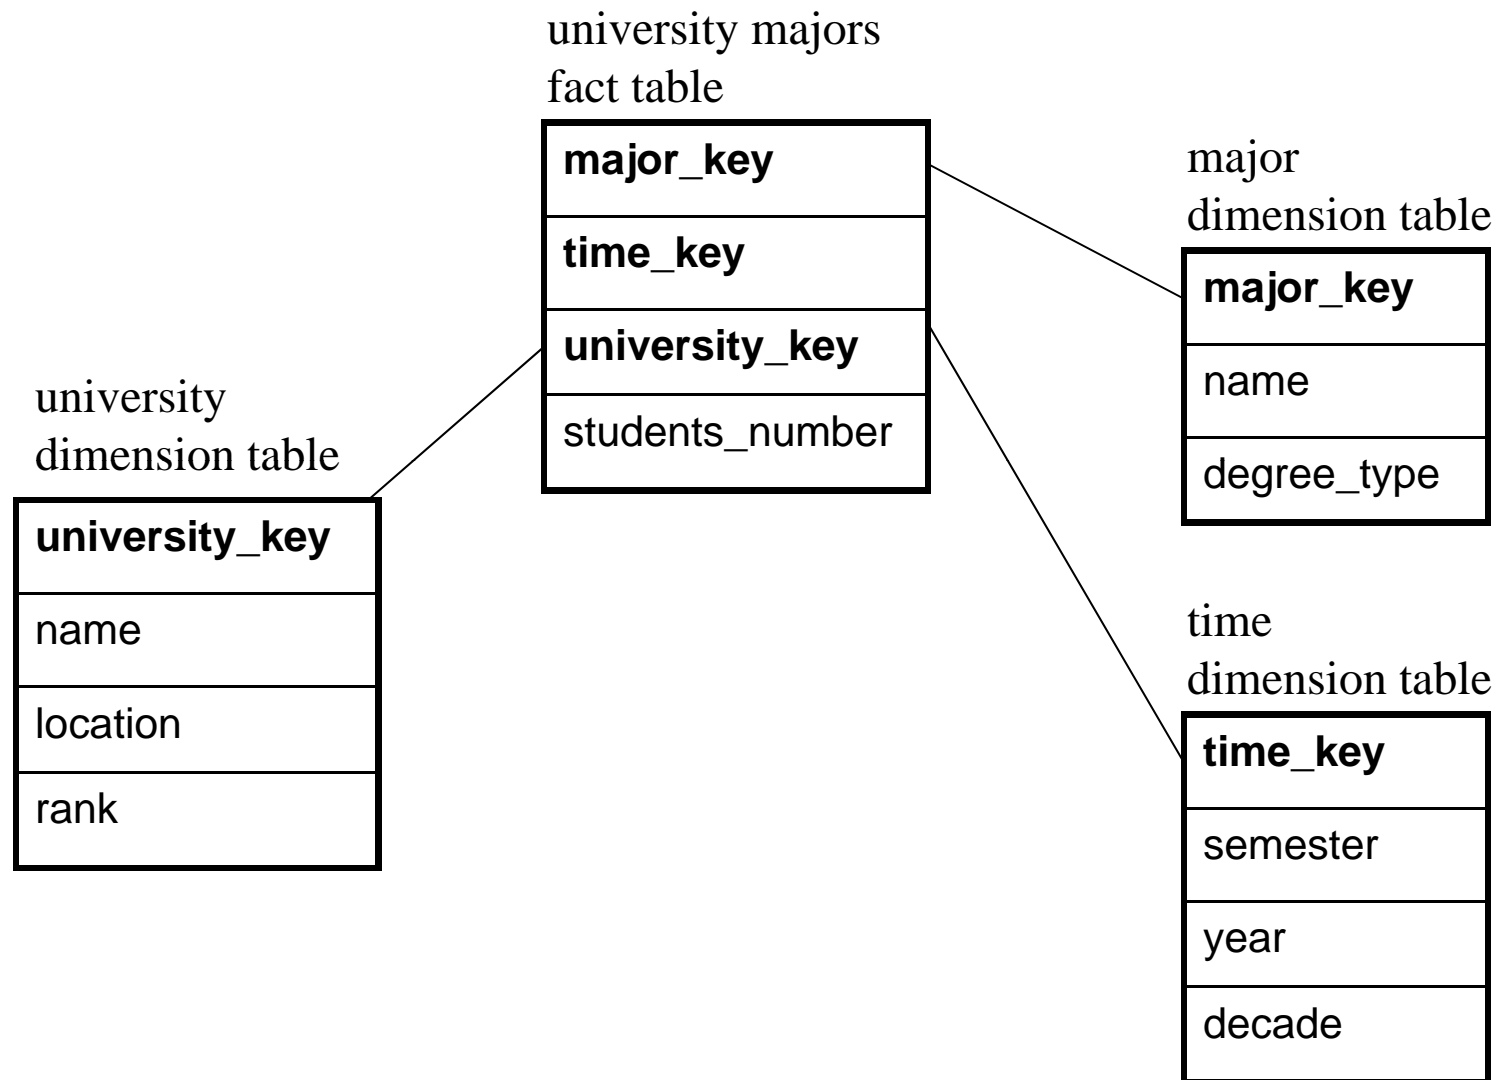 university majors
fact table
major_key
time_key
university_key
students_number
major
dimension table
major_key
name
degree_type
university
dimension table
university_key
name
location
rank
time
dimension table
time_key
semester
year
decade